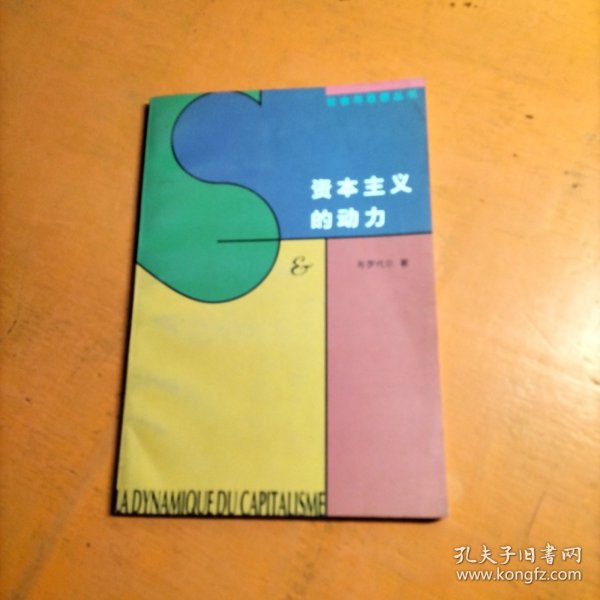 资本主义
的动力
&
布罗代尔 著
LA DYNAMIQUE DU CAPITALISME
孔夫子旧书网
www.kongfz.com